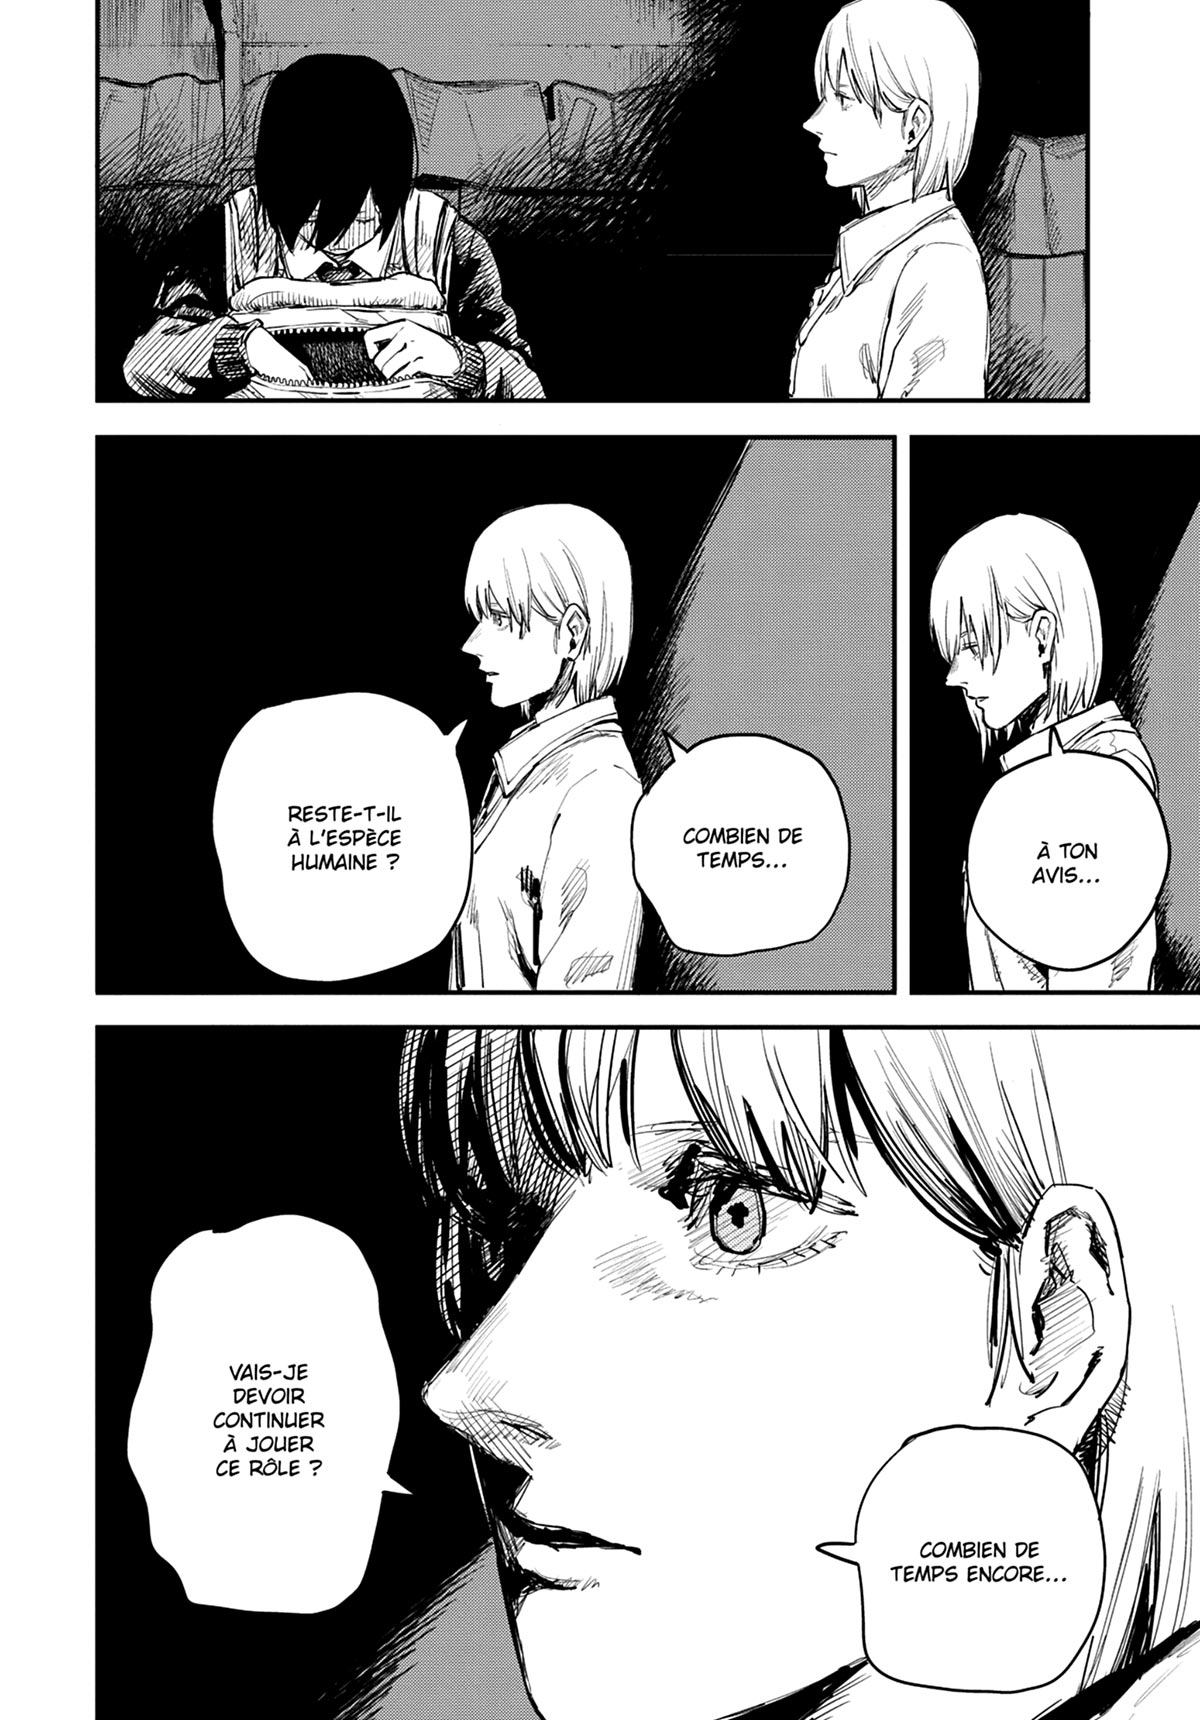 À TON
AVIS...
COMBIEN DE
TEMPS...
RESTE-T-IL
À L'ESPÈCE
HUMAINE ?
COMBIEN DE
TEMPS ENCORE...
VAIS-JE
DEVOIR
CONTINUER
À JOUER
CE RÔLE ?